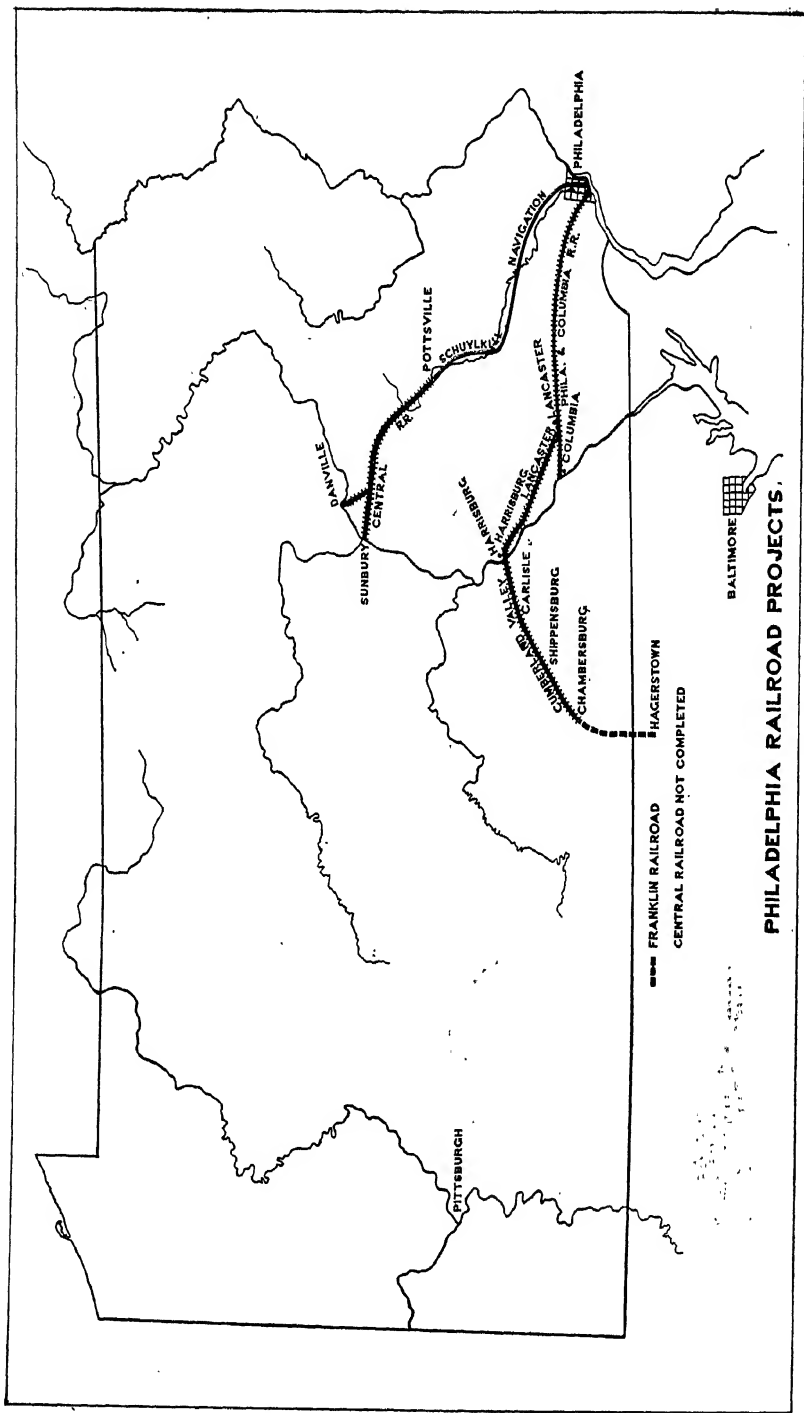 DANVILLE
SUNBURY
CENTRAL
R.R.
POTTSVILLE
SCHUYLKILL
NAVIGATION
PHILADELPHIA
PITTSBURGH
HARRISBURG
HARRISBURG
LANCASTER
LANCASTER
PHILA. & COLUMBIA R.R.
COLUMBIA
CUMBERLAND VALLEY
CARLISLE
SHIPPENSBURG
CHAMBERSBURG
HAGERSTOWN
BALTIMORE
FRANKLIN RAILROAD
CENTRAL RAILROAD NOT COMPLETED
PHILADELPHIA RAILROAD PROJECTS.